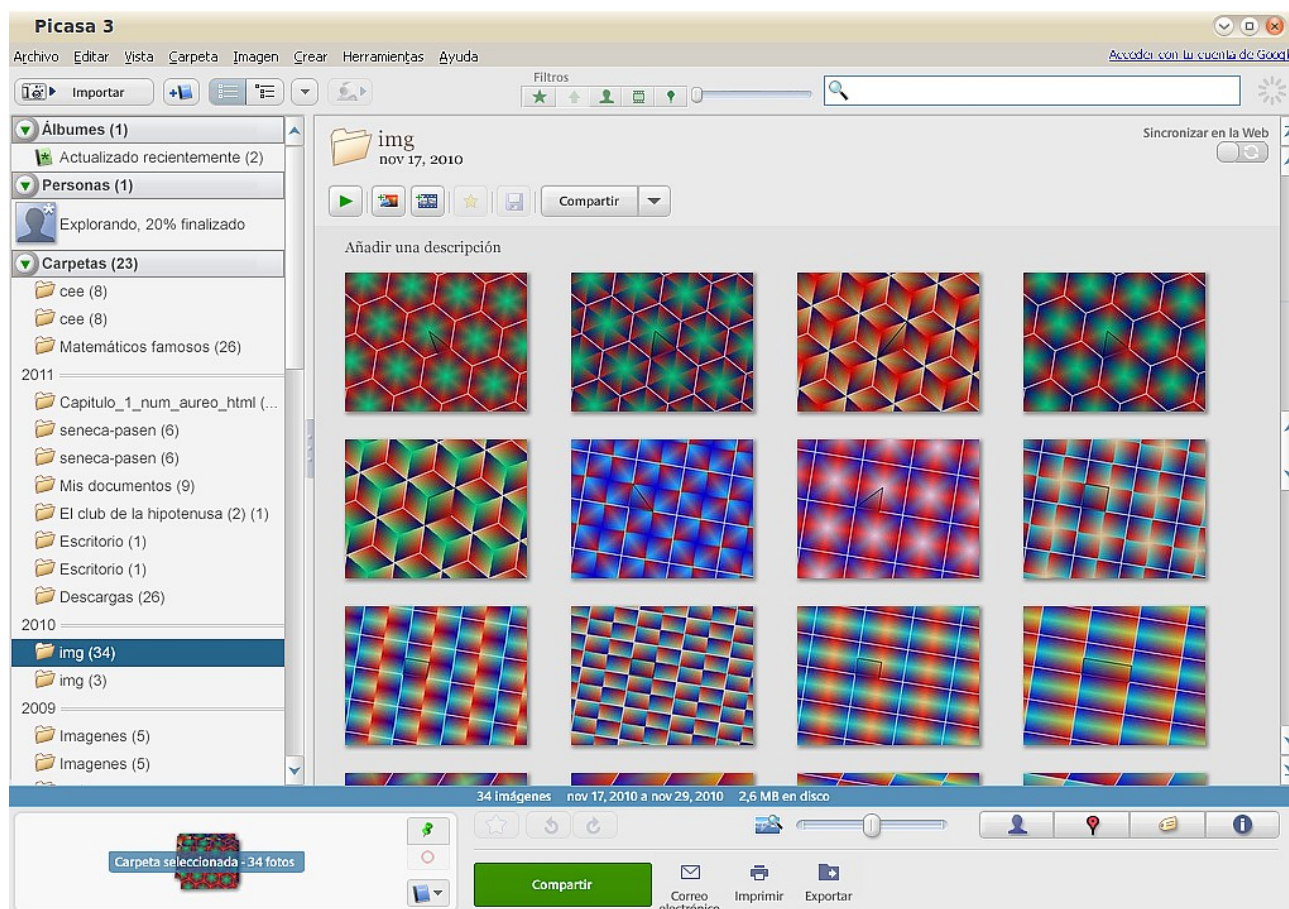 Picasa 3
Archivo Editar Vista Carpeta Imagen Crear Herramientas Ayuda
Acceder con tu cuenta de Googl
Importar
Filtros
Álbumes (1)
Actualizado recientemente (2)
Personas (1)
Explorando, 20% finalizado
Carpetas (23)
cee (8)
cee (8)
Matemáticos famosos (26)
2011
Capitulo_1_num_aureo_html (...
seneca-pasen (6)
seneca-pasen (6)
Mis documentos (9)
El club de la hipotenusa (2) (1)
Escritorio (1)
Escritorio (1)
Descargas (26)
2010
img (34)
img (3)
2009
Imagenes (5)
Imagenes (5)
img
nov 17, 2010
Sincronizar en la Web
Compartir
Añadir una descripción
34 imágenes nov 17, 2010 a nov 29, 2010 2,6 MB en disco
Carpeta seleccionada - 34 fotos
Compartir
Correo
electrónico
Imprimir
Exportar